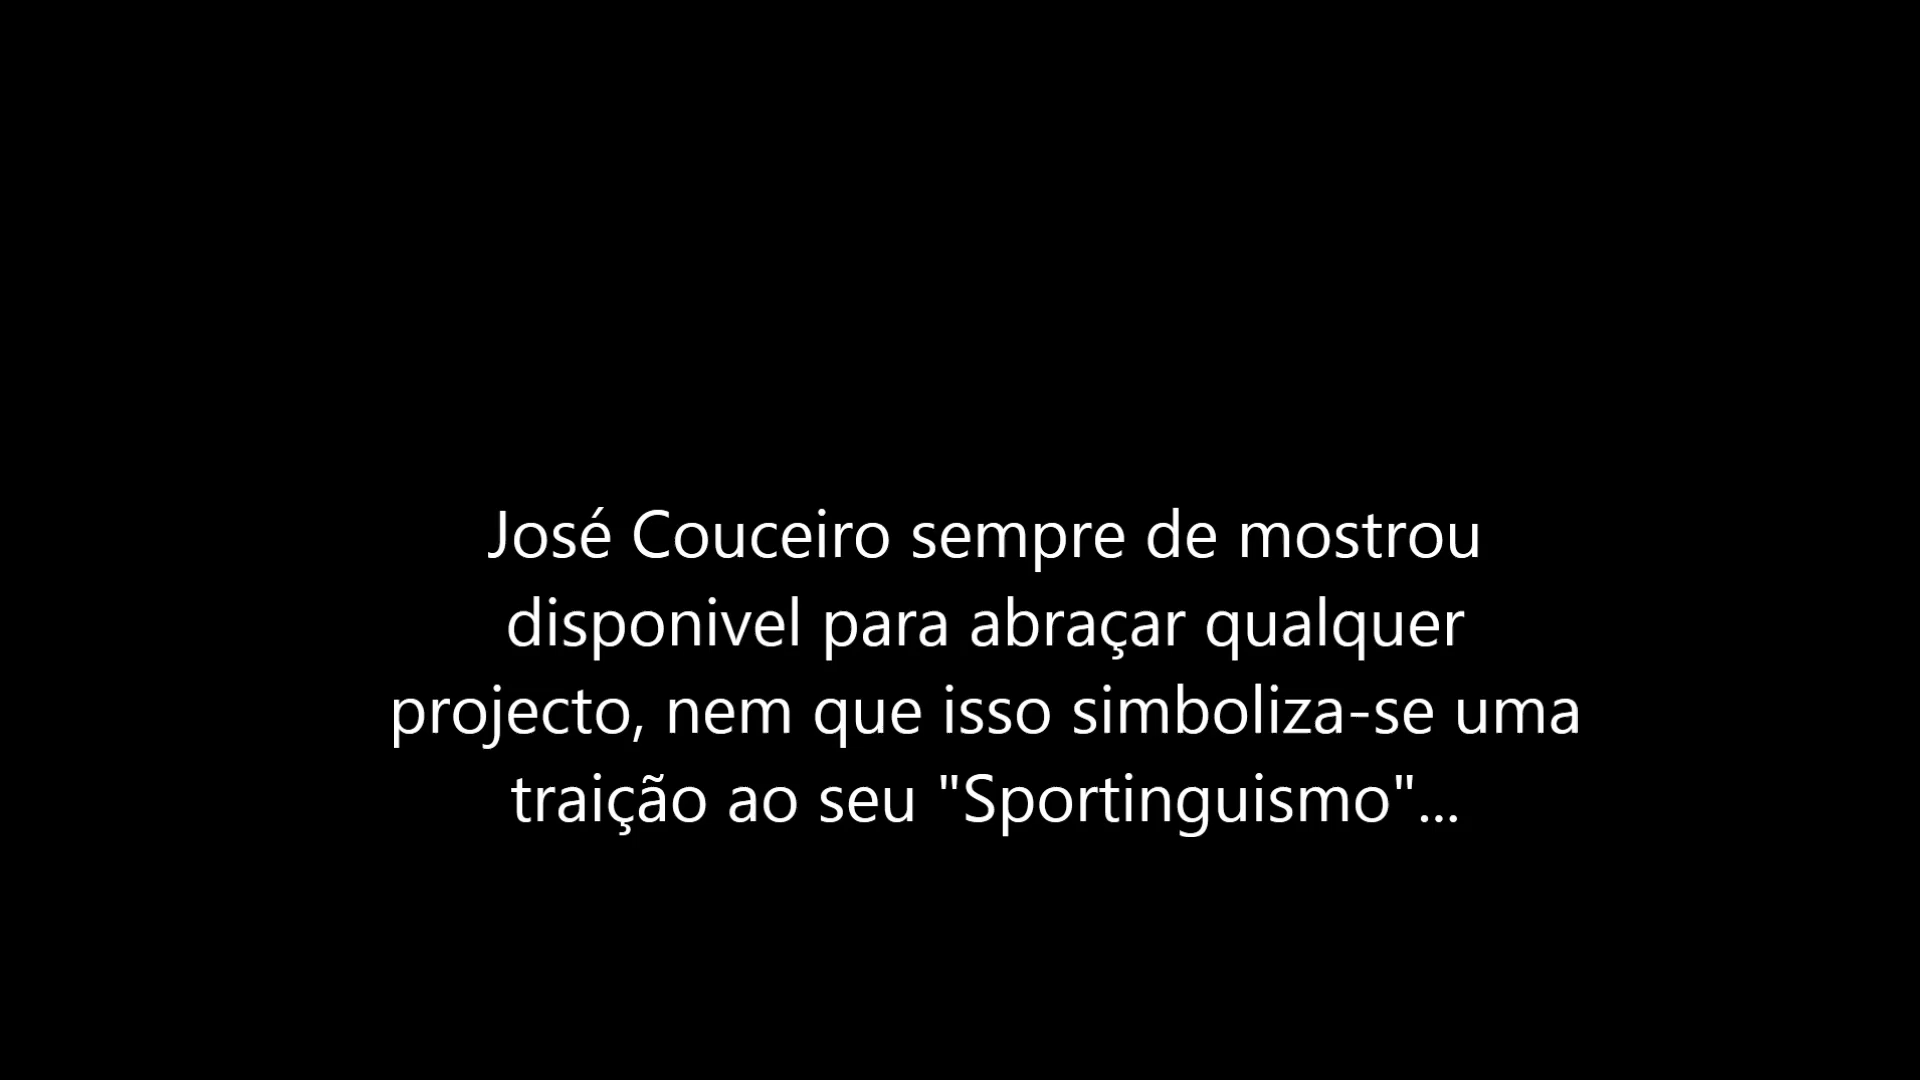 José Couceiro sempre de mostrou
disponivel para abraçar qualquer
projecto, nem que isso simboliza-se uma
traição ao seu "Sportinguismo"...